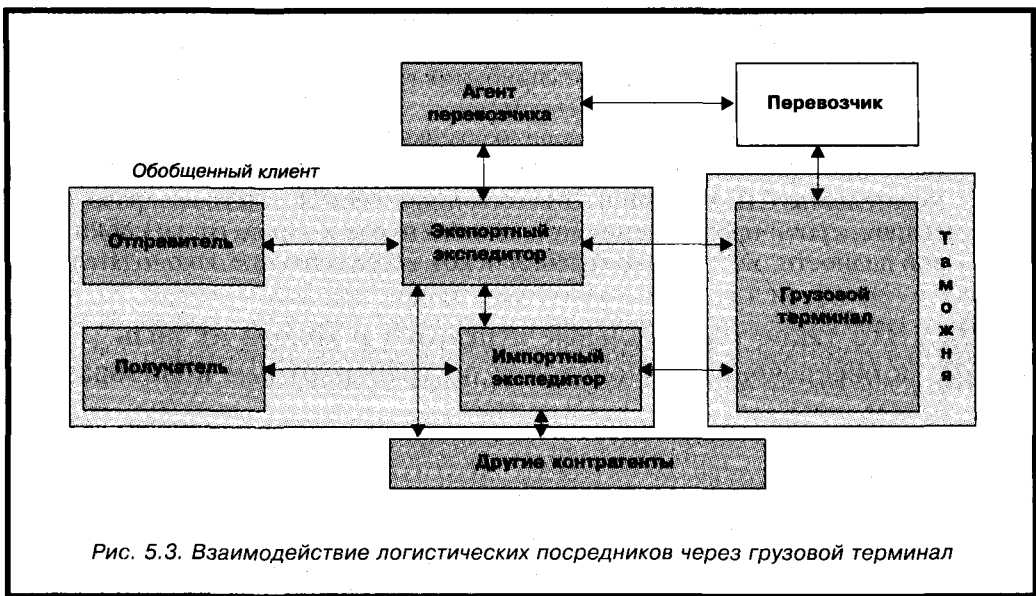 Агент
перевозчика
Перевозчик
Обобщенный клиент
Отправитель
Экспортный
экспедитор
Грузовой
терминал
Таможня
Получатель
Импортный
экспедитор
Другие контрагенты
Рис. 5.3. Взаимодействие логистических посредников через грузовой терминал